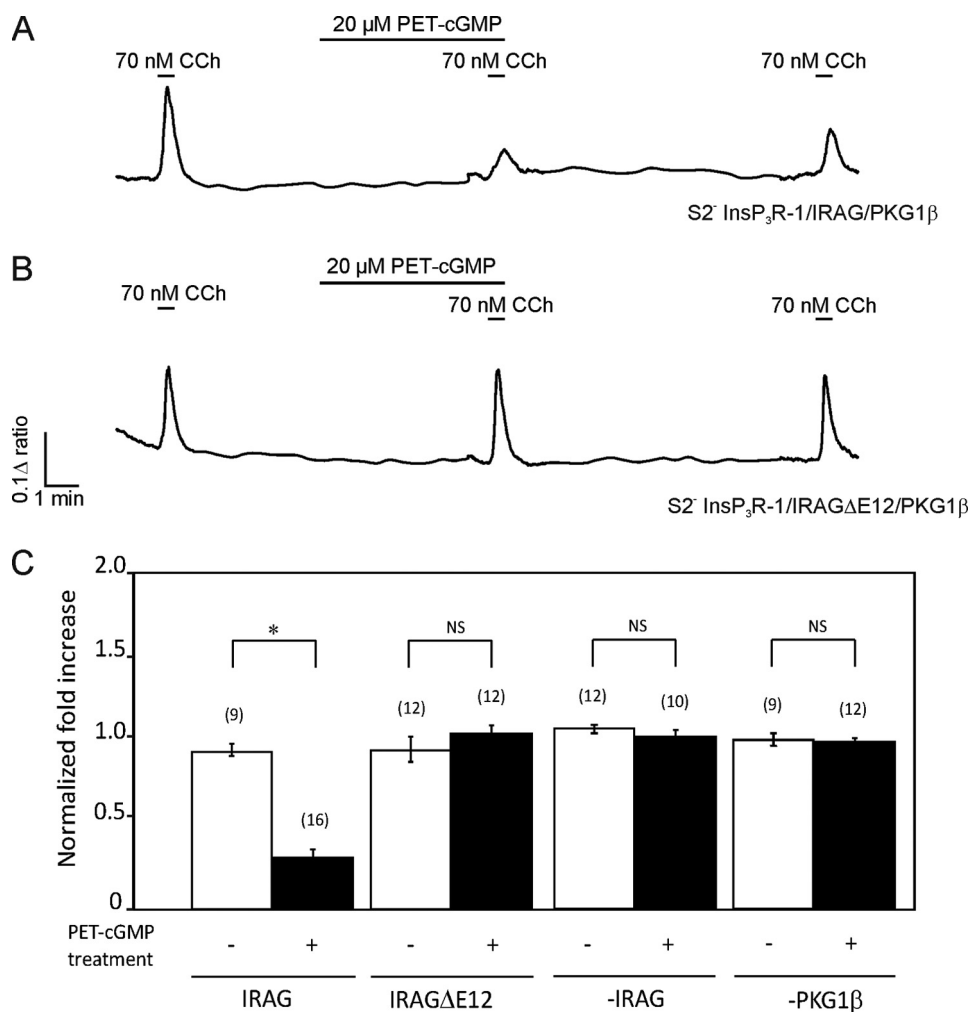 A
20 µM PET-cGMP
70 nM CCh 70 nM CCh 70 nM CCh
S2⁻ InsP₃R-1/IRAG/PKG1β
B
20 µM PET-cGMP
70 nM CCh 70 nM CCh 70 nM CCh
0.1Δ ratio
1 min
S2⁻ InsP₃R-1/IRAGΔE12/PKG1β
C
Normalized fold increase
2.0
1.5
1.0
0.5
0
* NS NS NS
(9) (16) (12) (12) (12) (10) (9) (12)
PET-cGMP
treatment
- + - + - + - +
IRAG IRAGΔE12 -IRAG -PKG1β